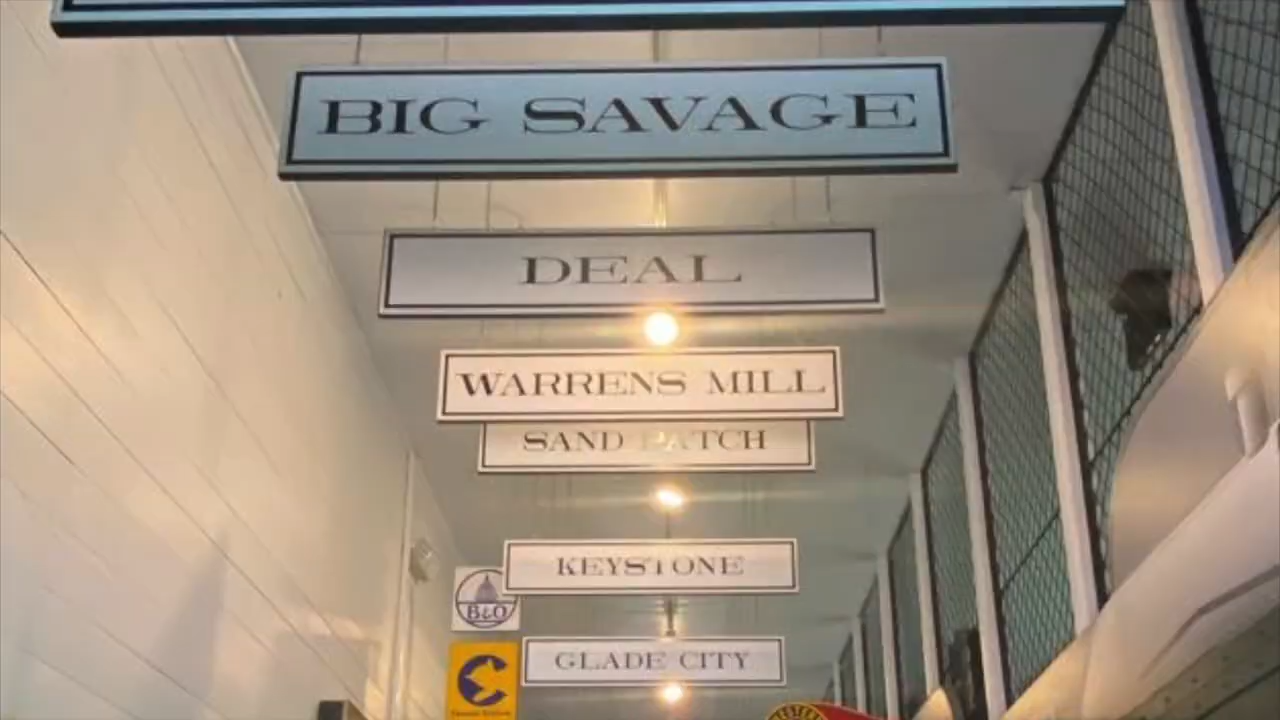 BIG SAVAGE
DEAL
WARRENS MILL
SAND PATCH
KEYSTONE
B&O
GLADE CITY